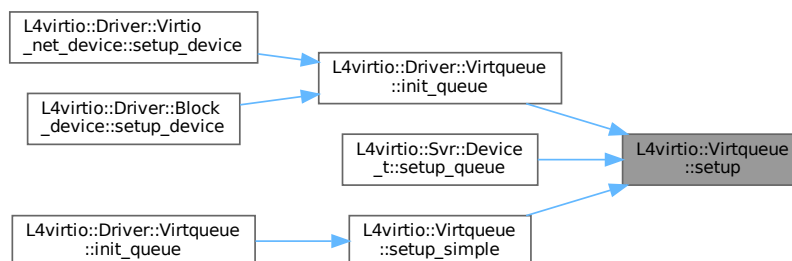 L4virtio::Driver::Virtio
_net_device::setup_device
L4virtio::Driver::Block
_device::setup_device
L4virtio::Driver::Virtqueue
::init_queue
L4virtio::Svr::Device
_t::setup_queue
L4virtio::Virtqueue
::setup
L4virtio::Driver::Virtqueue
::init_queue
L4virtio::Virtqueue
::setup_simple